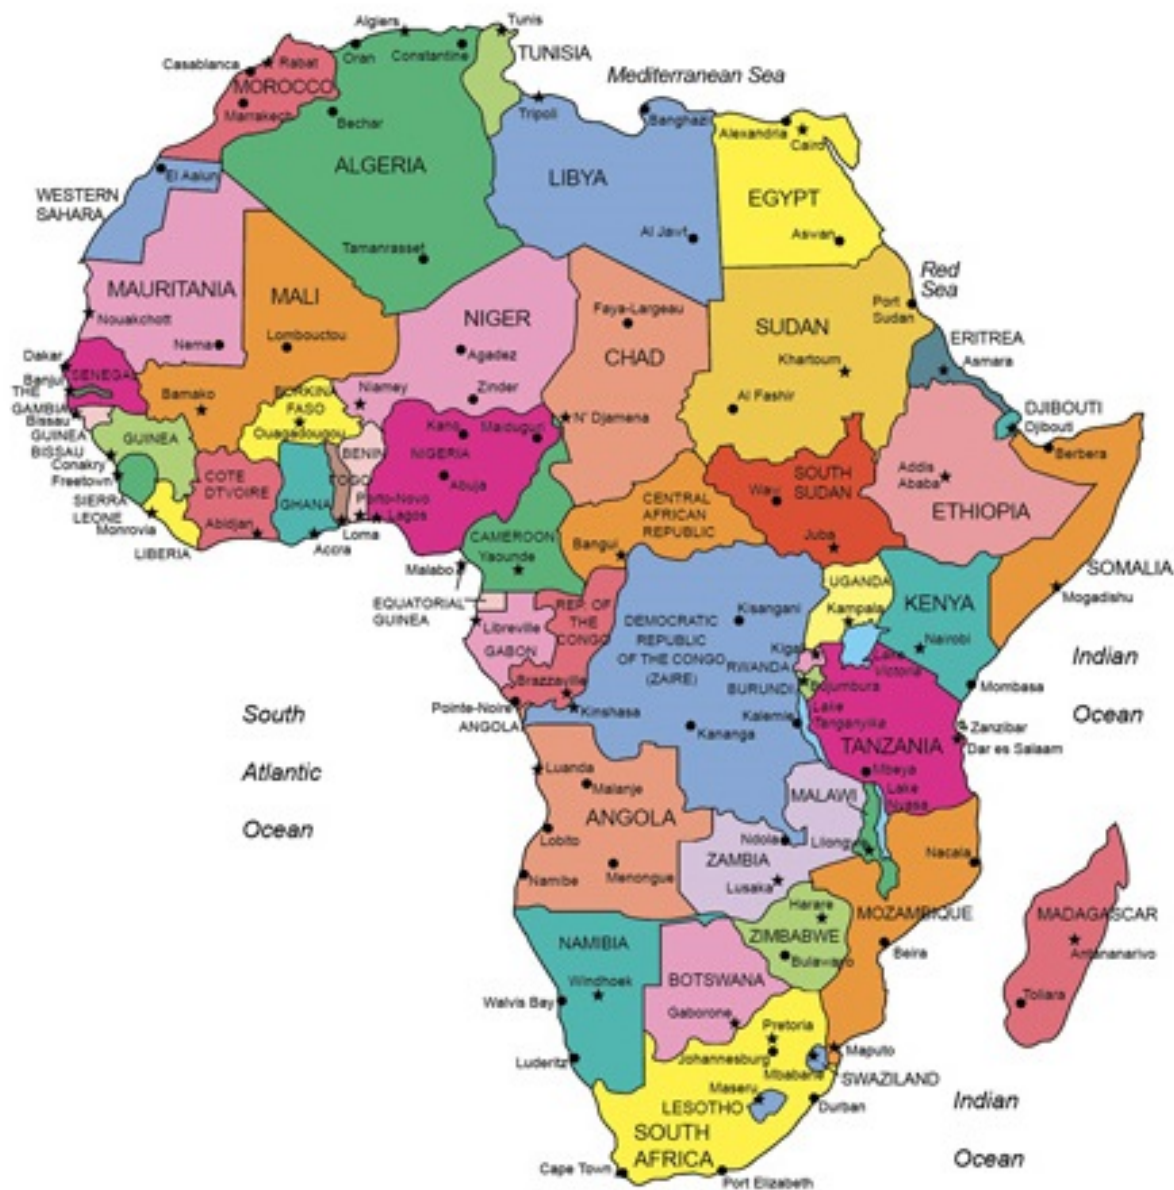 Algiers
Tunis
Oran
Constantine
TUNISIA
Casablanca
Rabat
Mediterranean Sea
MOROCCO
Marrakech
Bechar
Tripoli
Banghazi
Alexandria
Cairo
El Aaiun
ALGERIA
LIBYA
EGYPT
WESTERN
SAHARA
Al Jawf
Aswan
Tamanrasset
Red
Sea
MAURITANIA
MALI
NIGER
Faya-Largeau
SUDAN
Port
Sudan
Nouakchott
Nema
Lombouctou
Agadez
CHAD
Khartoum
ERITREA
Asmara
Dakar
SENEGAL
Banjul
THE
GAMBIA
Bissau
GUINEA
BISSAU
Bamako
BORKINA
FASO
Ouagadougou
Niamey
Zinder
N' Djamena
Al Fashir
DJIBOUTI
Djibouti
Berbera
GUINEA
Conakry
Freetown
SIERRA
LEONE
Monrovia
LIBERIA
COTE
DTVOIRE
Abidjan
GHANA
Accra
TOGO
Loma
BENIN
Porto-Novo
Lagos
Kano
Maiduguri
NIGERIA
Abuja
CENTRAL
AFRICAN
REPUBLIC
Bangui
SOUTH
SUDAN
Wau
Juba
Addis
Ababa
ETHIOPIA
CAMEROON
Yaounde
Malabo
EQUATORIAL
GUINEA
SOMALIA
Mogadishu
UGANDA
Kampala
KENYA
Nairobi
Libreville
GABON
REP. OF
THE
CONGO
Brazzaville
Kisangani
DEMOCRATIC
REPUBLIC
OF THE CONGO
(ZAIRE)
Kigali
RWANDA
BURUNDI
Bujumbura
Lake
Victoria
Indian
Ocean
Mombasa
Pointe-Noire
ANGOLA
Kinshasa
Kananga
Kalemie
Lake
Tanganyika
TANZANIA
Zanzibar
Dar es Salaam
Mbeya
South
Atlantic
Ocean
Luanda
Malanje
ANGOLA
Lobito
Namibe
Menongue
MALAWI
Lake
Nyasa
Ndola
Lilongwe
ZAMBIA
Lusaka
Nacala
Harare
MOZAMBIQUE
MADAGASCAR
Antananarivo
Toliara
NAMIBIA
Windhoek
Walvis Bay
Luderitz
ZIMBABWE
Bulawayo
Beira
BOTSWANA
Gaborone
Pretoria
Johannesburg
Mbabane
Maputo
SWAZILAND
Maseru
LESOTHO
Durban
Indian
Ocean
SOUTH
AFRICA
Cape Town
Port Elizabeth